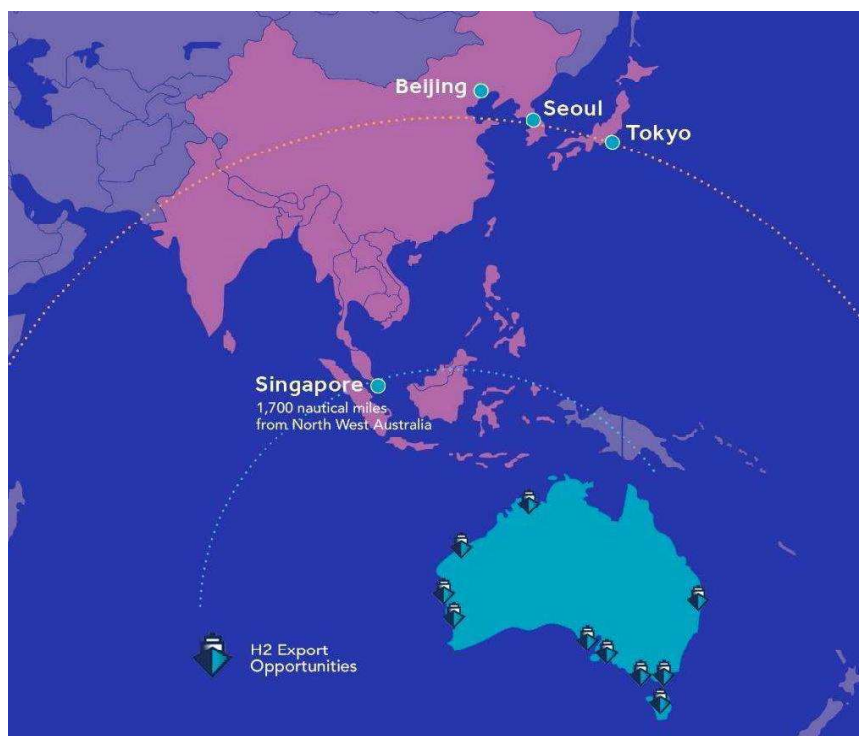 Beijing
Seoul
Tokyo
Singapore
1,700 nautical miles
from North West Australia
H2 Export
Opportunities